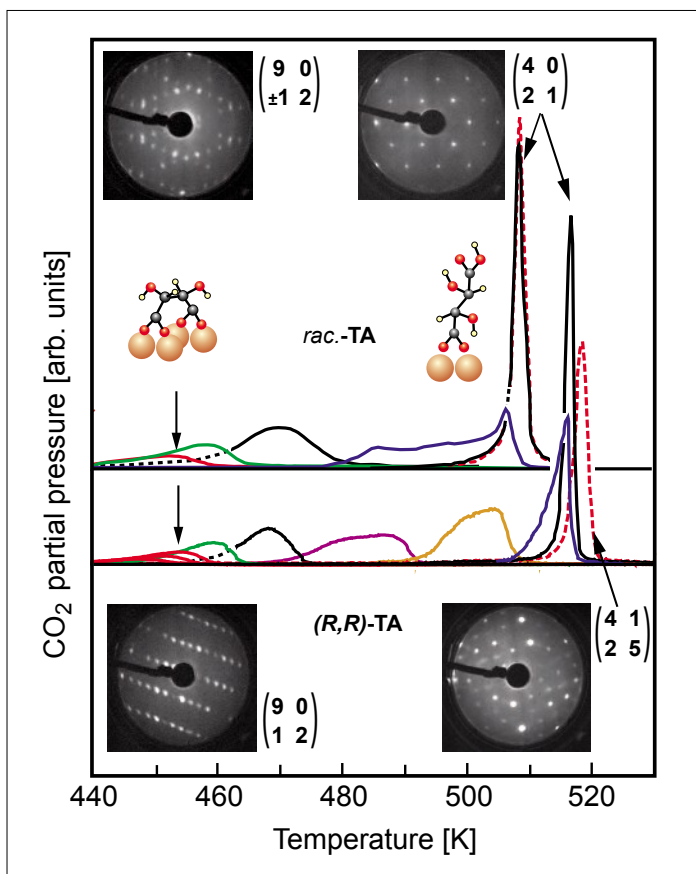 (9 0
±1 2)
(4 0
2 1)
rac.-TA
CO₂ partial pressure [arb. units]
(R,R)-TA
(4 1
2 5)
(9 0
1 2)
440 460 480 500 520
Temperature [K]